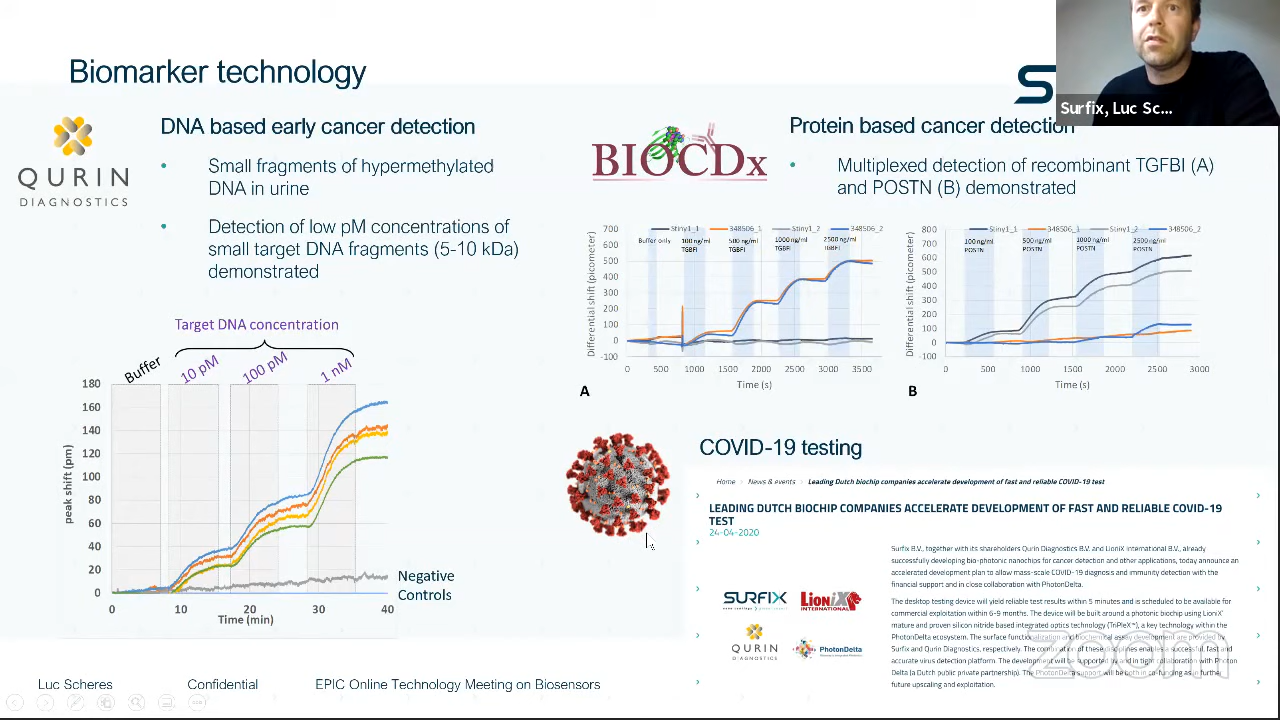 Biomarker technology
Surfix, Luc Sc...
QURIN
DIAGNOSTICS
DNA based early cancer detection
• Small fragments of hypermethylated
DNA in urine
• Detection of low pM concentrations of
small target DNA fragments (5-10 kDa)
demonstrated
Target DNA concentration
Buffer
10 pM
100 pM
1 nM
180
160
140
120
100
80
60
40
20
0
peak shift (pm)
0 10 20 30 40
Time (min)
Negative
Controls
BIOCDx
Protein based cancer detection
• Multiplexed detection of recombinant TGFBI (A)
and POSTN (B) demonstrated
Stiny1_1 348506_1 Stiny1_2 348506_2
Buffer only
100 ng/ml
TGBFI
500 ng/ml
TGBFI
1000 ng/ml
TGBFI
2500 ng/ml
TGBFI
700
600
500
400
300
200
100
0
-100
Differential shift (picometer)
0 500 1000 1500 2000 2500 3000 3500
Time (s)
A
Stiny1_1 348506_1 Stiny1_2 348506_2
100 ng/ml
POSTN
500 ng/ml
POSTN
1000 ng/ml
POSTN
2500 ng/ml
POSTN
800
700
600
500
400
300
200
100
0
-100
Differential shift (picometer)
0 500 1000 1500 2000 2500 3000
Time (s)
B
COVID-19 testing
Home › News & events › Leading Dutch biochip companies accelerate development of fast and reliable COVID-19 test
LEADING DUTCH BIOCHIP COMPANIES ACCELERATE DEVELOPMENT OF FAST AND RELIABLE COVID-19
TEST
24-04-2020
Surfix B.V., together with its shareholders Qurin Diagnostics B.V. and LioniX International B.V., already
successfully developing bio-photonic nanochips for cancer detection and other applications, today announce an
accelerated development plan to allow mass-scale COVID-19 diagnosis and immunity detection with the
financial support and in close collaboration with PhotonDelta.
The desktop testing device will yield reliable test results within 5 minutes and is scheduled to be available for
commercial exploitation within 6-9 months. The device will be built around a photonic biochip using LioniX'
mature and proven silicon nitride based integrated optics technology (TriPleX™), a key technology within the
PhotonDelta ecosystem. The surface functionalization and biochemical assay development are provided by
Surfix and Qurin Diagnostics, respectively. The combination of these disciplines enables a successful, fast and
accurate virus detection platform. The development will be supported by and in tight collaboration with Photon
Delta (a Dutch public private partnership). The PhotonDelta support will be both in co-funding as in further
future upscaling and exploitation.
SURFIX
LioniX
INTERNATIONAL
QURIN
DIAGNOSTICS
PhotonDelta
zoom
Luc Scheres Confidential EPIC online Technology Meeting on Biosensors